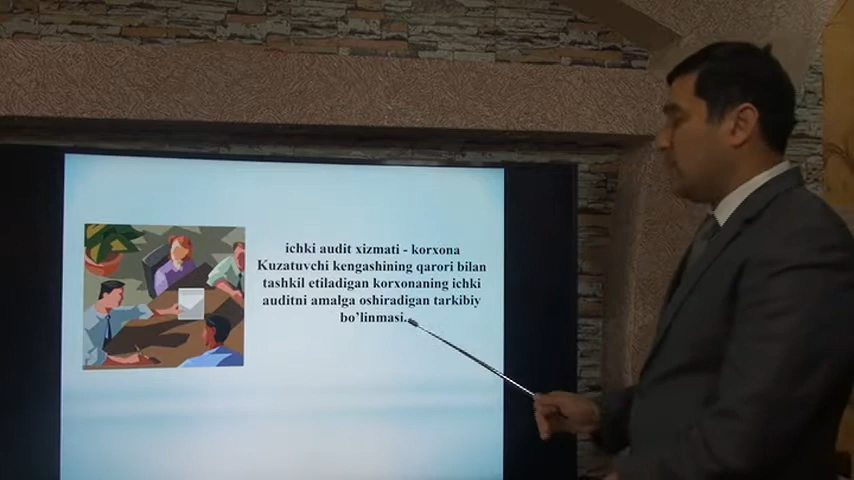 ichki audit xizmati - korxona
Kuzatuvchi kengashining qarori bilan
tashkil etiladigan korxonaning ichki
auditni amalga oshiradigan tarkibiy
bo’linmasi.